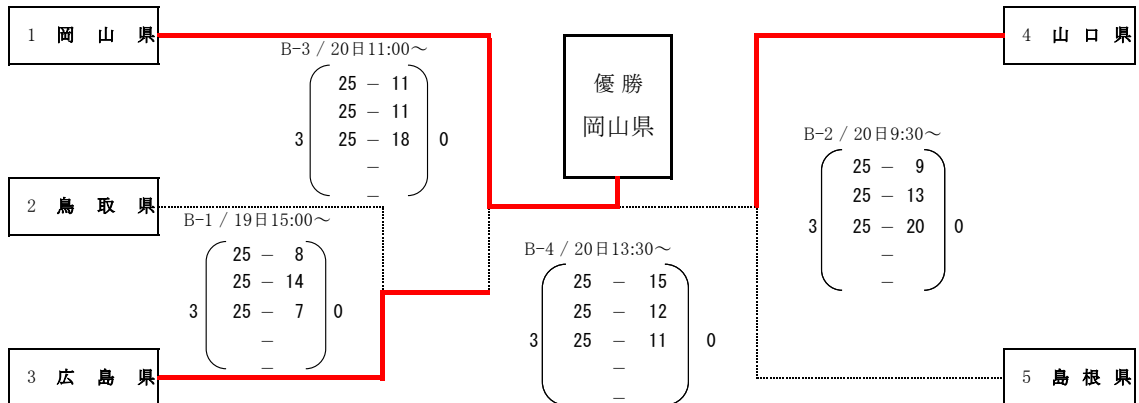 1 岡 山 県
B-3 / 20日11:00～
25 － 11
25 － 11
3 25 － 18 0
－
－
優 勝
岡山県
4 山 口 県
B-2 / 20日9:30～
25 － 9
25 － 13
3 25 － 20 0
－
－
2 鳥 取 県
B-1 / 19日15:00～
25 － 8
25 － 14
3 25 － 7 0
－
－
B-4 / 20日13:30～
25 － 15
25 － 12
3 25 － 11 0
－
－
3 広 島 県
5 島 根 県